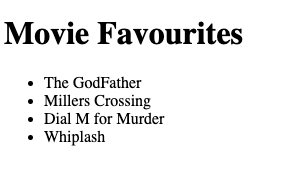 Movie Favourites
The GodFather
Millers Crossing
Dial M for Murder
Whiplash